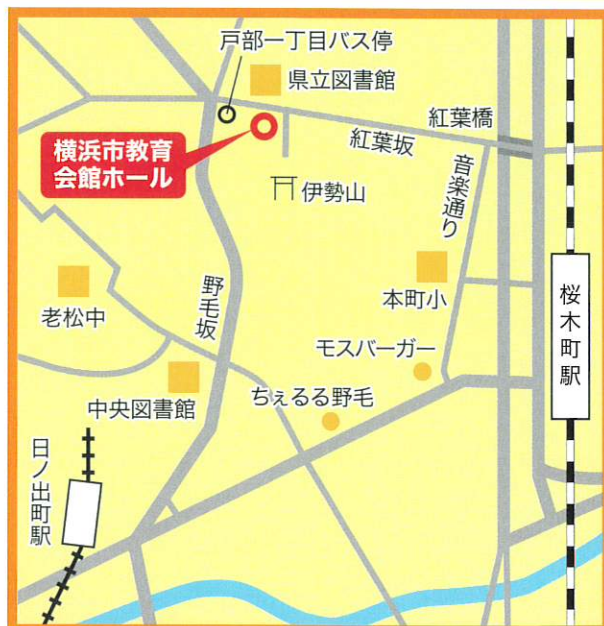 戸部一丁目バス停
県立図書館
紅葉橋
紅葉坂
横浜市教育
会館ホール
伊勢山
音楽通り
野毛坂
本町小
桜木町駅
老松中
モスバーガー
中央図書館
ちぇるる野毛
日ノ出町駅